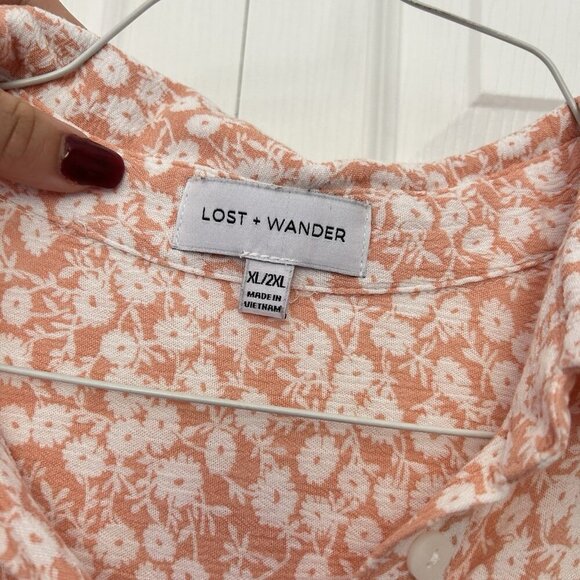 LOST + WANDER
XL/2XL
MADE IN
VIETNAM